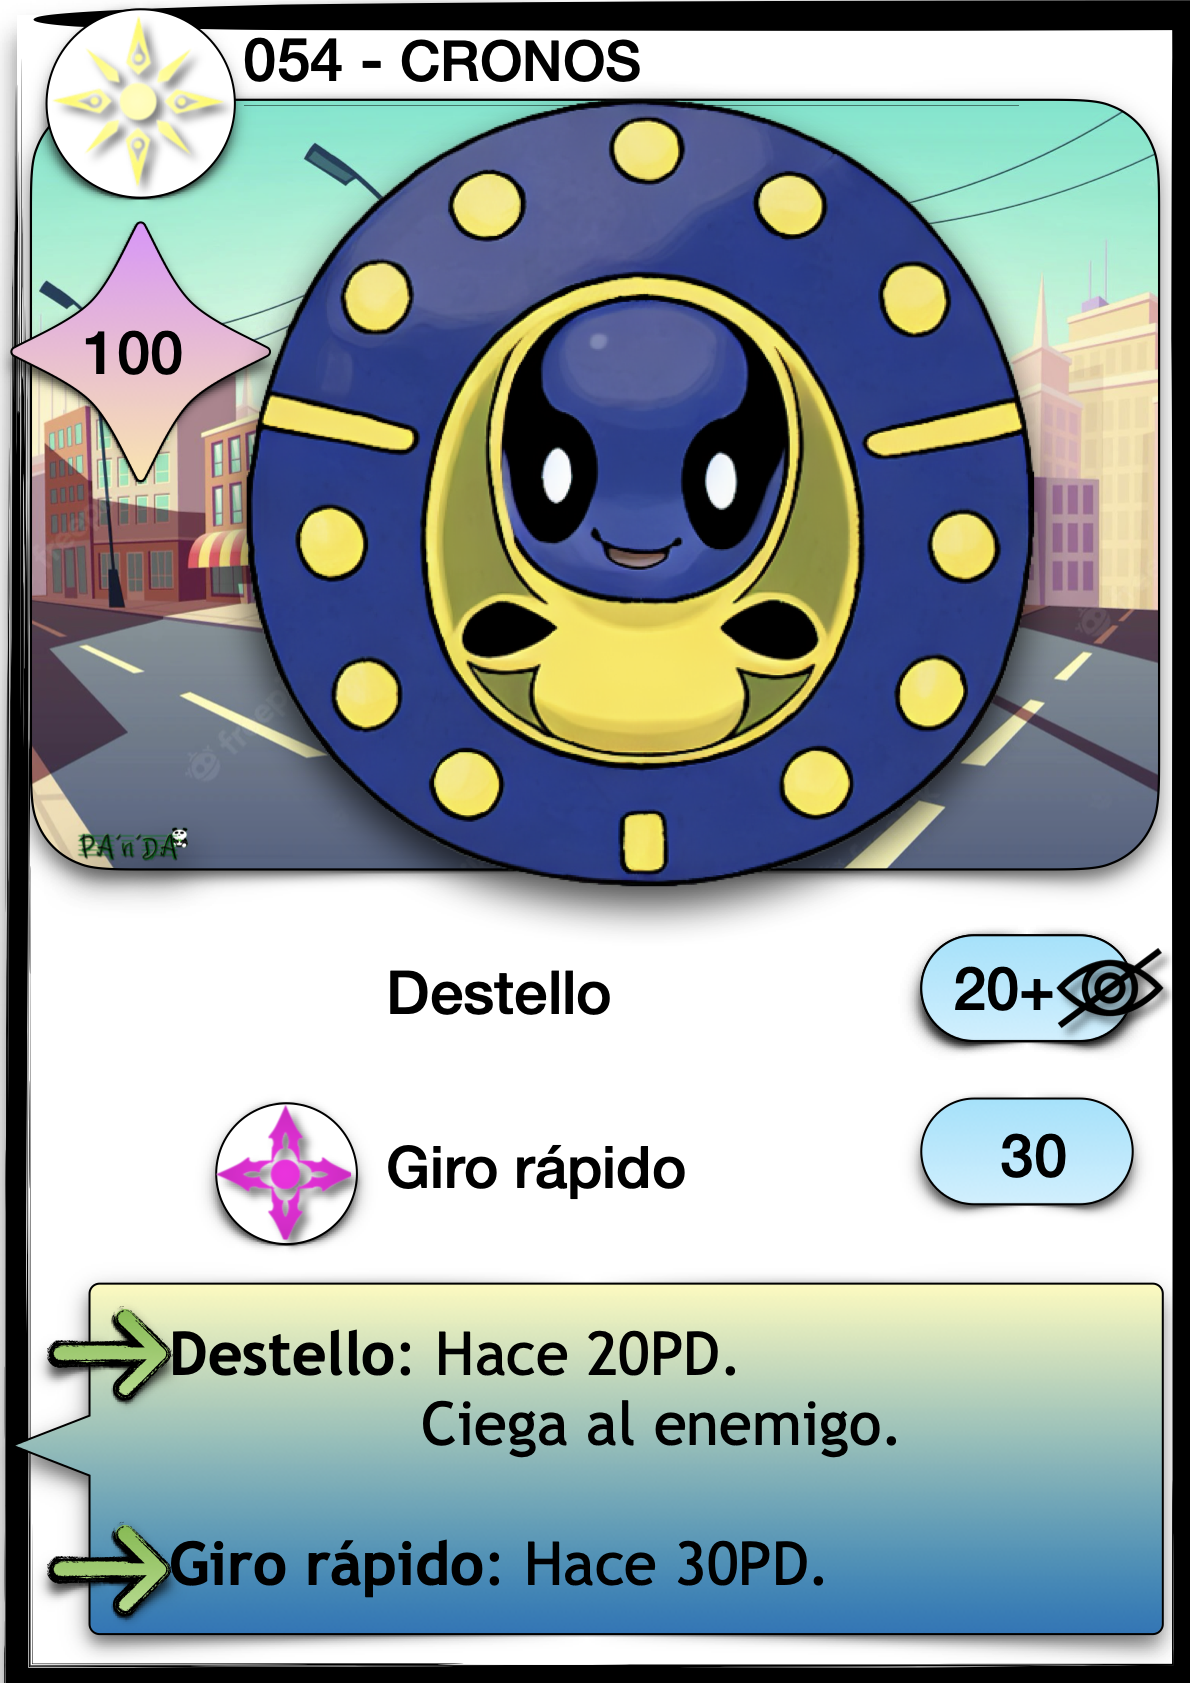 054 - CRONOS
100
PA'n'DA
Destello
20+
Giro rápido
30
Destello: Hace 20PD.
Ciega al enemigo.
Giro rápido: Hace 30PD.